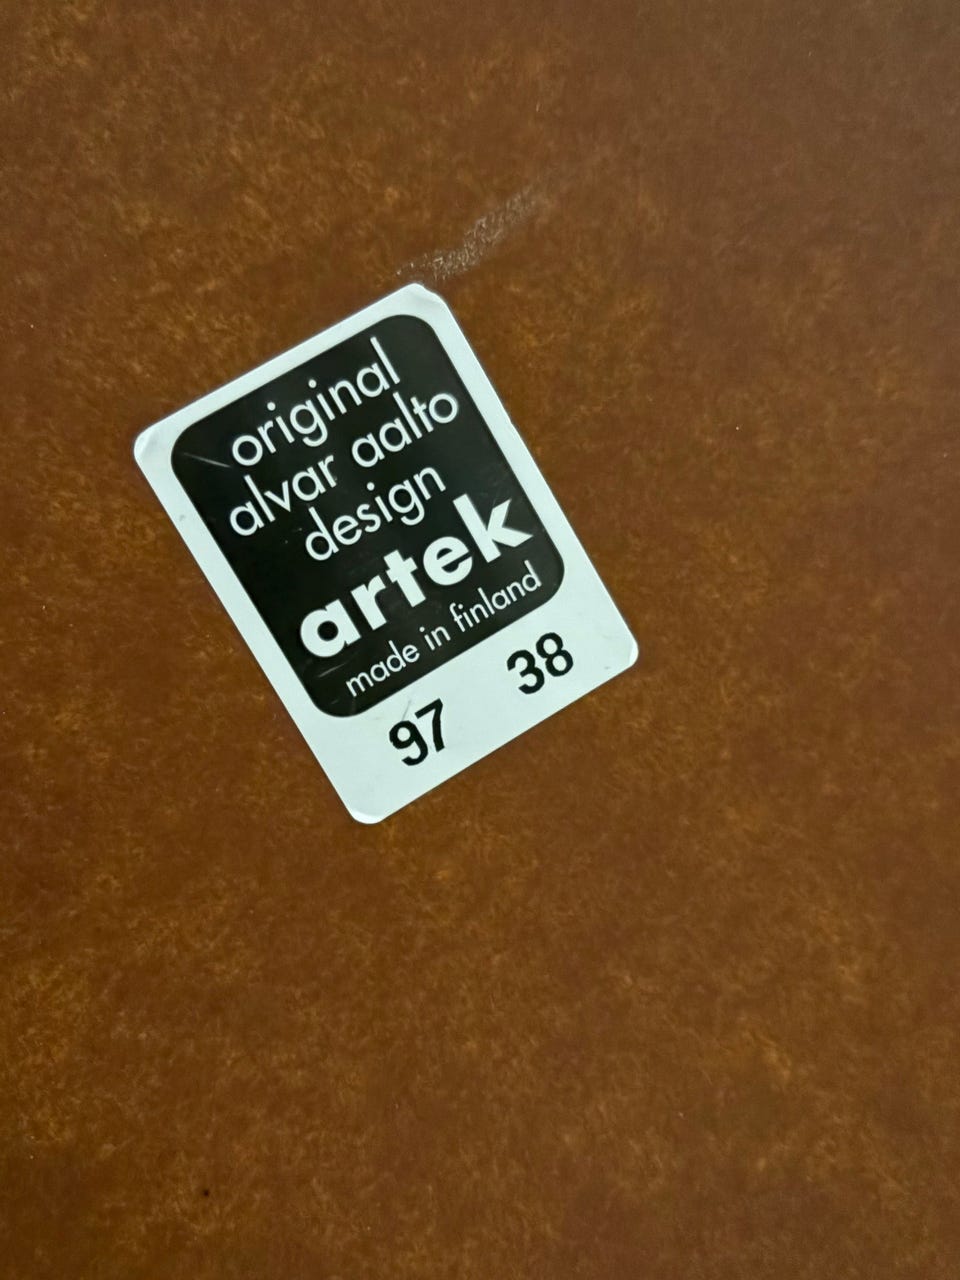 original
alvar aalto
design
artek
made in finland
97 38